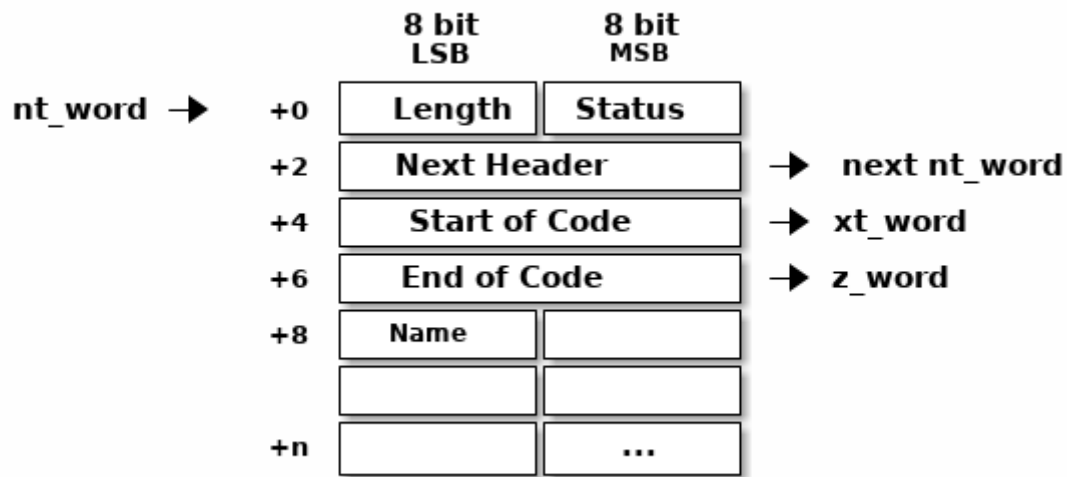 8 bit 8 bit
LSB MSB
nt_word +0 Length Status
+2 Next Header next nt_word
+4 Start of Code xt_word
+6 End of Code z_word
+8 Name
+n ...